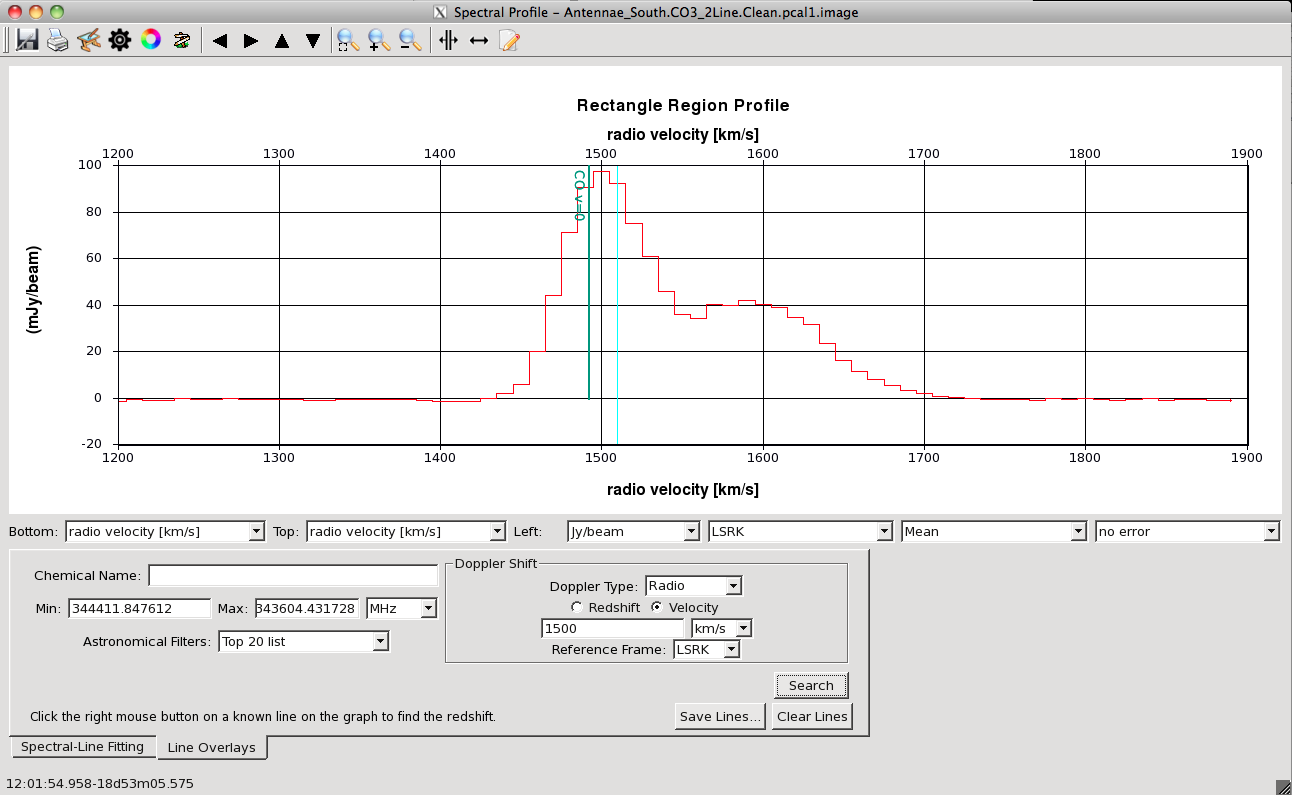 Spectral Profile - Antennae_South.CO3_2Line.Clean.pcal1.image
Rectangle Region Profile
radio velocity [km/s]
1200 1300 1400 1500 1600 1700 1800 1900
100
80
60
40
20
0
-20
(mJy/beam)
CO v=0
1200 1300 1400 1500 1600 1700 1800 1900
radio velocity [km/s]
Bottom: radio velocity [km/s] Top: radio velocity [km/s] Left: Jy/beam LSRK Mean no error
Chemical Name:
Min: 344411.847612 Max: 343604.431728 MHz
Astronomical Filters: Top 20 list
Doppler Shift
Doppler Type: Radio
Redshift Velocity
1500 km/s
Reference Frame: LSRK
Search
Click the right mouse button on a known line on the graph to find the redshift.
Save Lines... Clear Lines
Spectral-Line Fitting Line Overlays
12:01:54.958-18d53m05.575